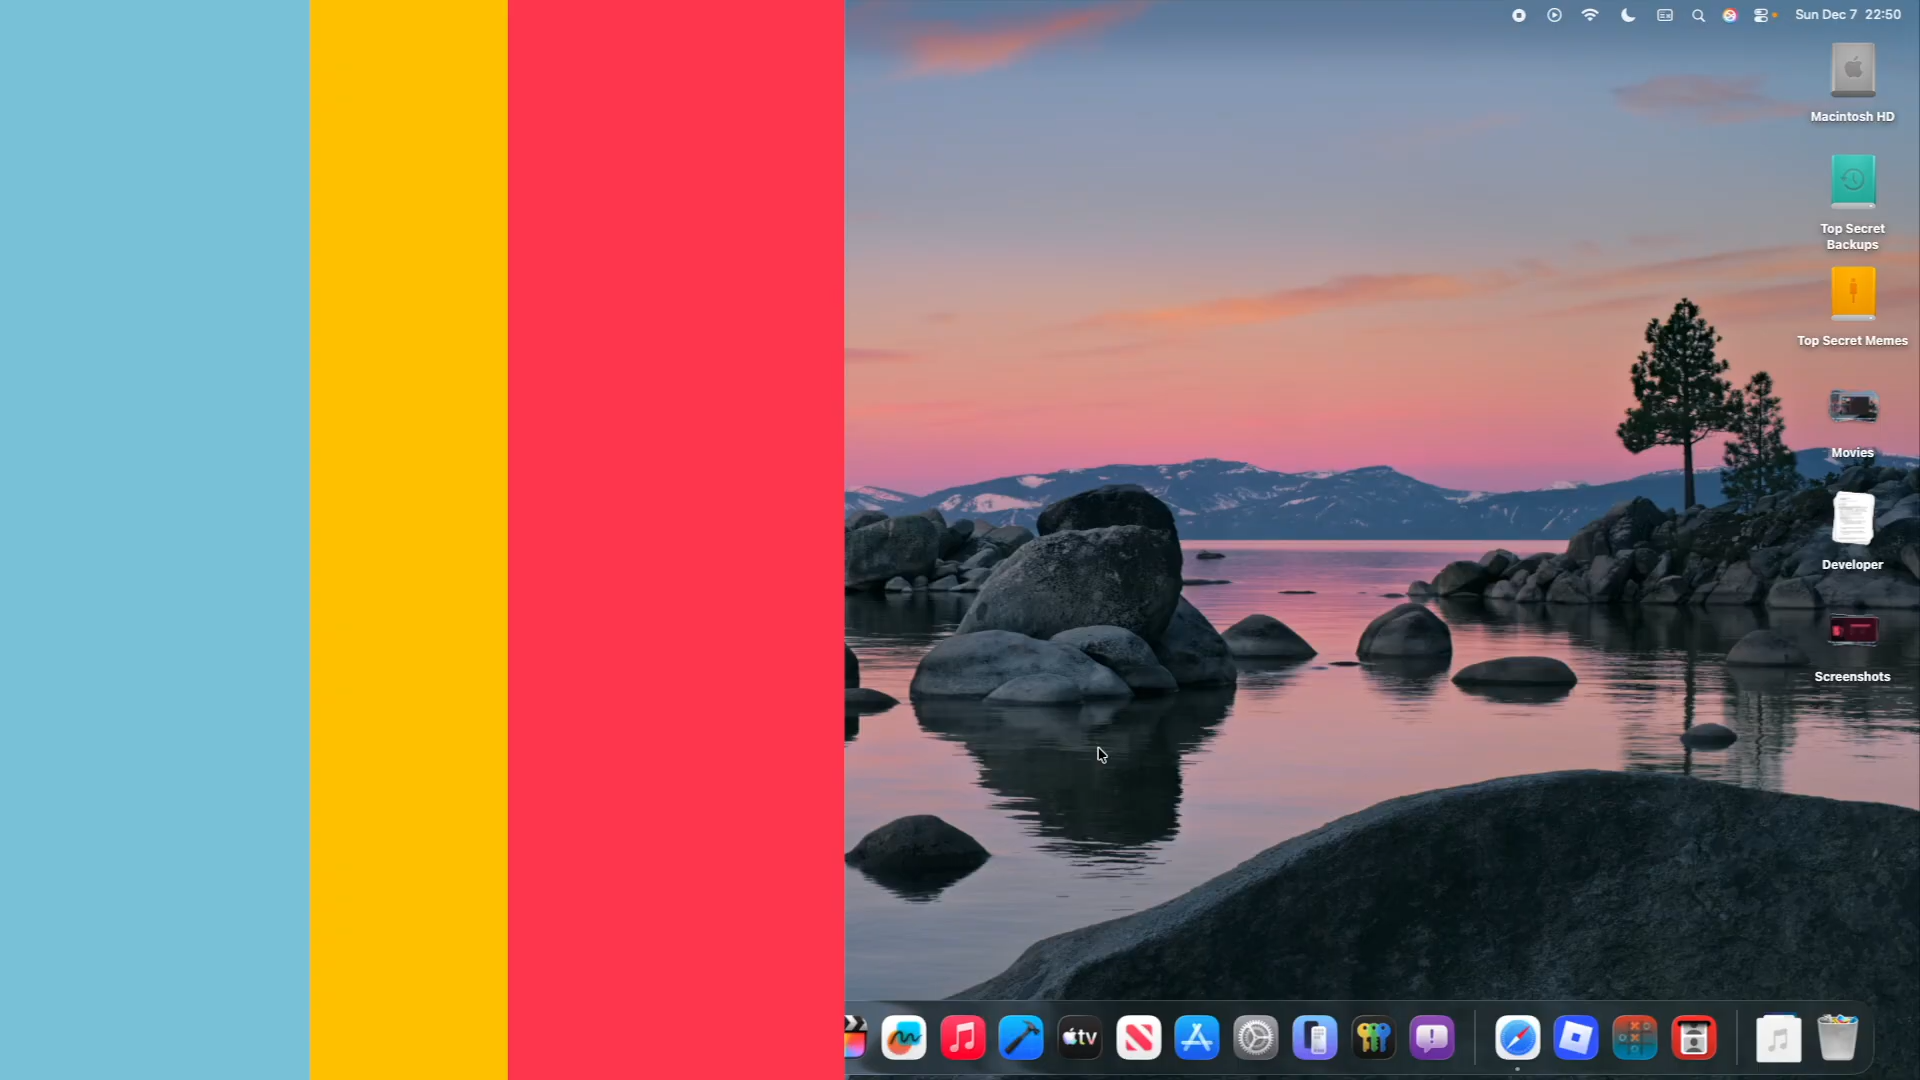 Sun Dec 7 22:50
Macintosh HD
Top Secret
Backups
Top Secret Memes
Movies
Developer
Screenshots
tv